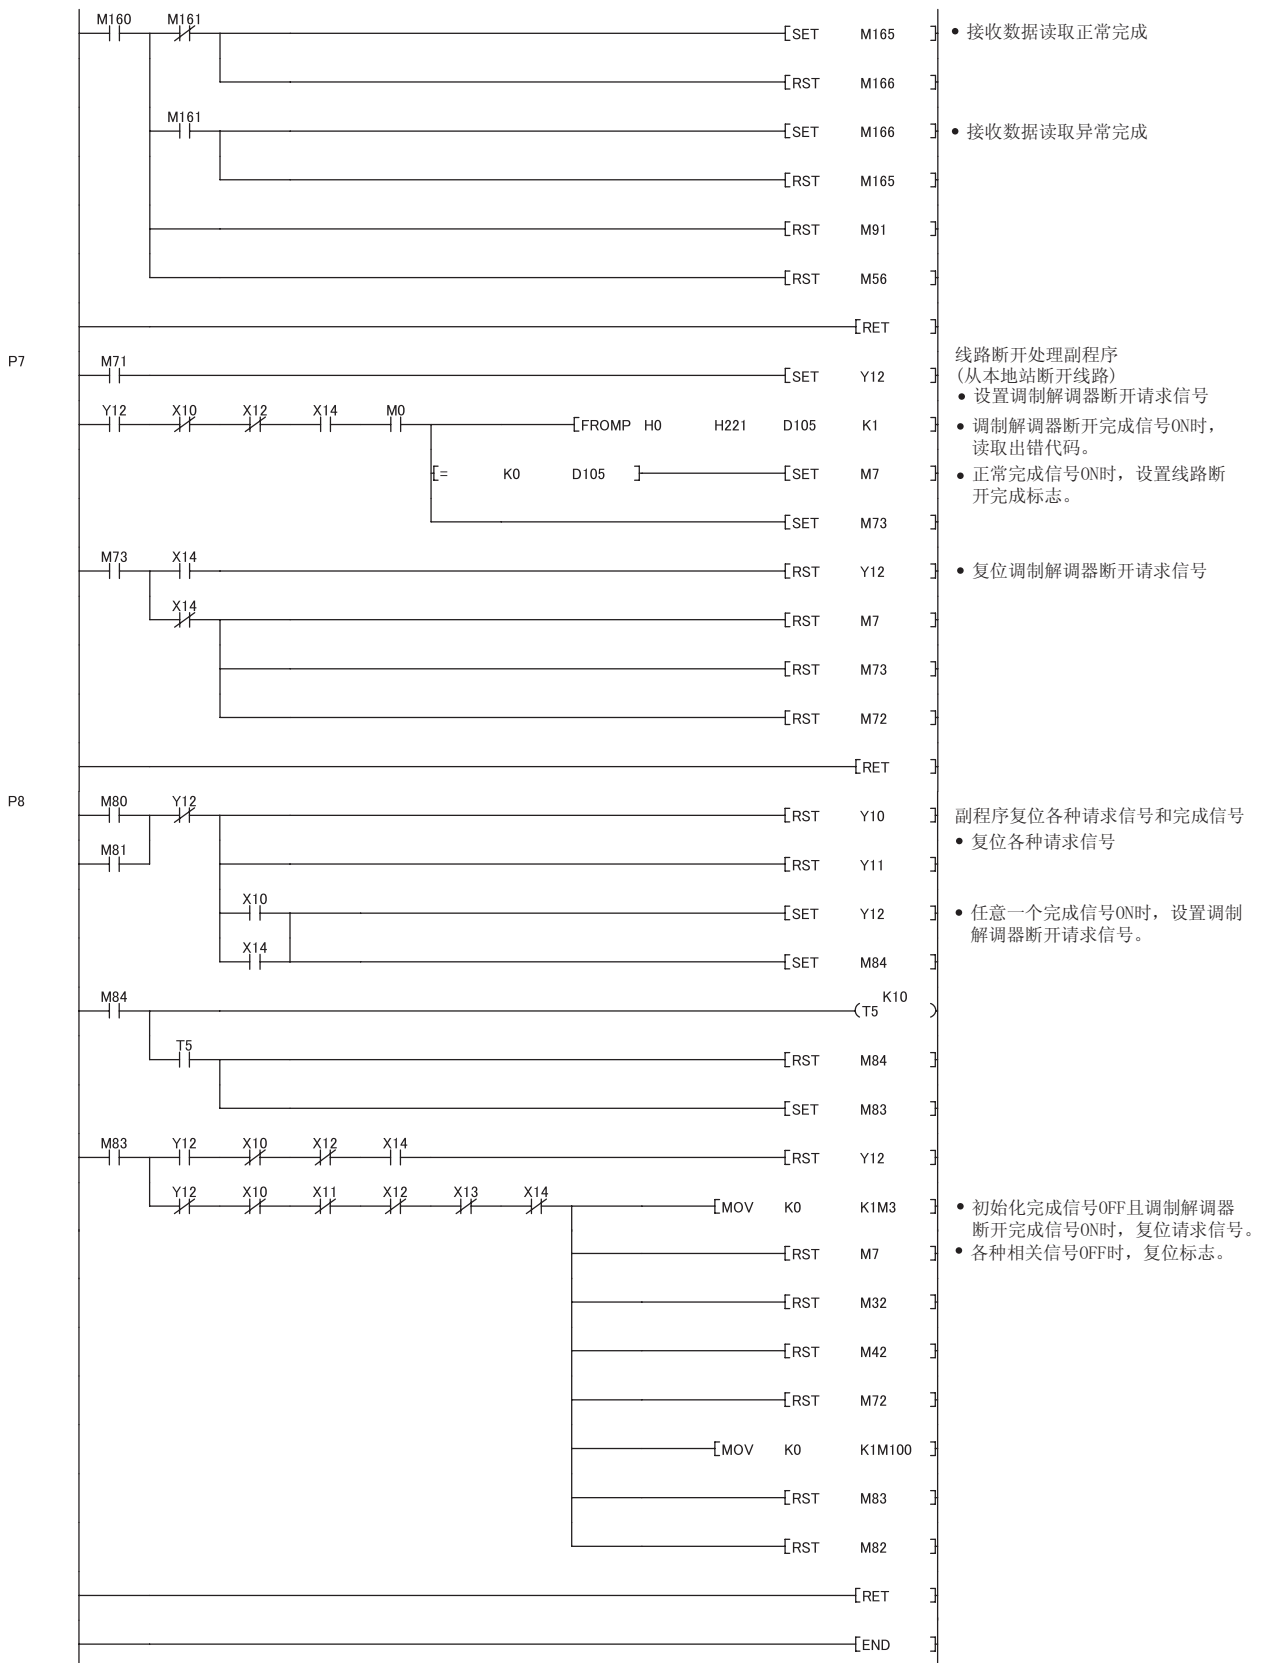 M160 M161
[SET M165 ] ● 接收数据读取正常完成
[RST M166 ]
M161
[SET M166 ] ● 接收数据读取异常完成
[RST M165 ]
[RST M91 ]
[RST M56 ]
[RET ]
P7 M71 线路断开处理副程序
[SET Y12 ] (从本地站断开线路)
● 设置调制解调器断开请求信号
Y12 X10 X12 X14 M0
[FROMP H0 H221 D105 K1 ] ● 调制解调器断开完成信号ON时，
读取出错代码。
[= K0 D105 ] [SET M7 ] ● 正常完成信号ON时，设置线路断
开完成标志。
[SET M73 ]
M73 X14
[RST Y12 ] ● 复位调制解调器断开请求信号
X14
[RST M7 ]
[RST M73 ]
[RST M72 ]
[RET ]
P8 M80 Y12
[RST Y10 ] 副程序复位各种请求信号和完成信号
● 复位各种请求信号
M81
[RST Y11 ]
X10
[SET Y12 ] ● 任意一个完成信号ON时，设置调制
解调器断开请求信号。
X14
[SET M84 ]
M84 K10
(T5 )
T5
[RST M84 ]
[SET M83 ]
M83 Y12 X10 X12 X14
[RST Y12 ]
Y12 X10 X11 X12 X13 X14
[MOV K0 K1M3 ] ● 初始化完成信号OFF且调制解调器
断开完成信号ON时，复位请求信号。
[RST M7 ] ● 各种相关信号OFF时，复位标志。
[RST M32 ]
[RST M42 ]
[RST M72 ]
[MOV K0 K1M100 ]
[RST M83 ]
[RST M82 ]
[RET ]
[END ]